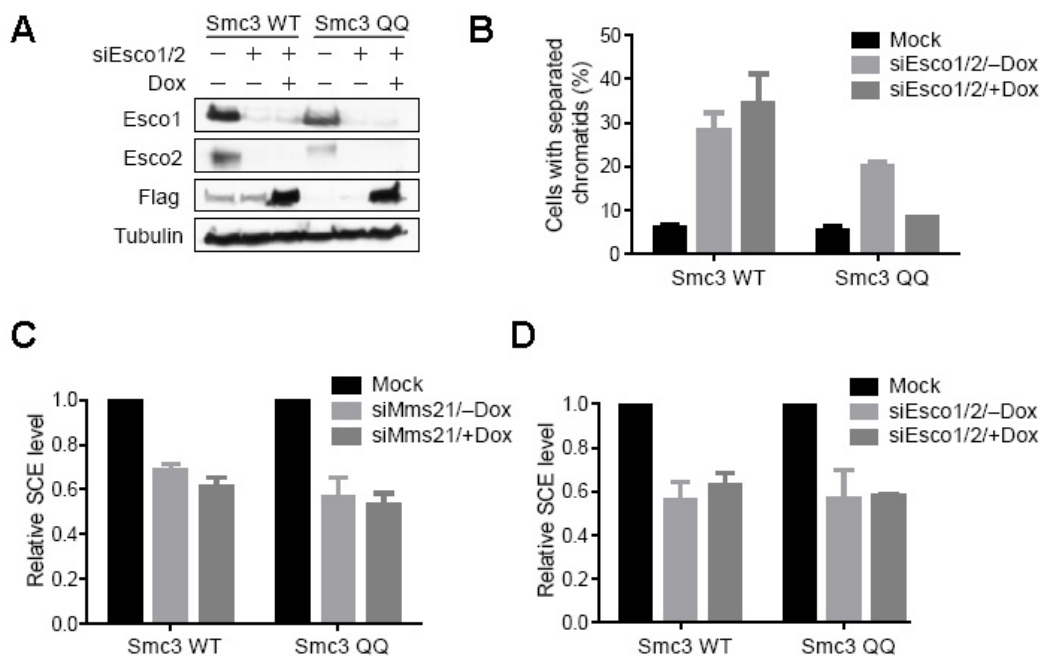 A
Smc3 WT Smc3 QQ
siEsco1/2 – + + – + +
Dox – – + – – +
Esco1
Esco2
Flag
Tubulin
B
Cells with separated
chromatids (%)
50
40
30
20
10
0
Mock
siEsco1/2/–Dox
siEsco1/2/+Dox
Smc3 WT Smc3 QQ
C
Relative SCE level
1.0
0.8
0.6
0.4
0.2
0.0
Mock
siMms21/–Dox
siMms21/+Dox
Smc3 WT Smc3 QQ
D
Relative SCE level
1.0
0.8
0.6
0.4
0.2
0.0
Mock
siEsco1/2/–Dox
siEsco1/2/+Dox
Smc3 WT Smc3 QQ